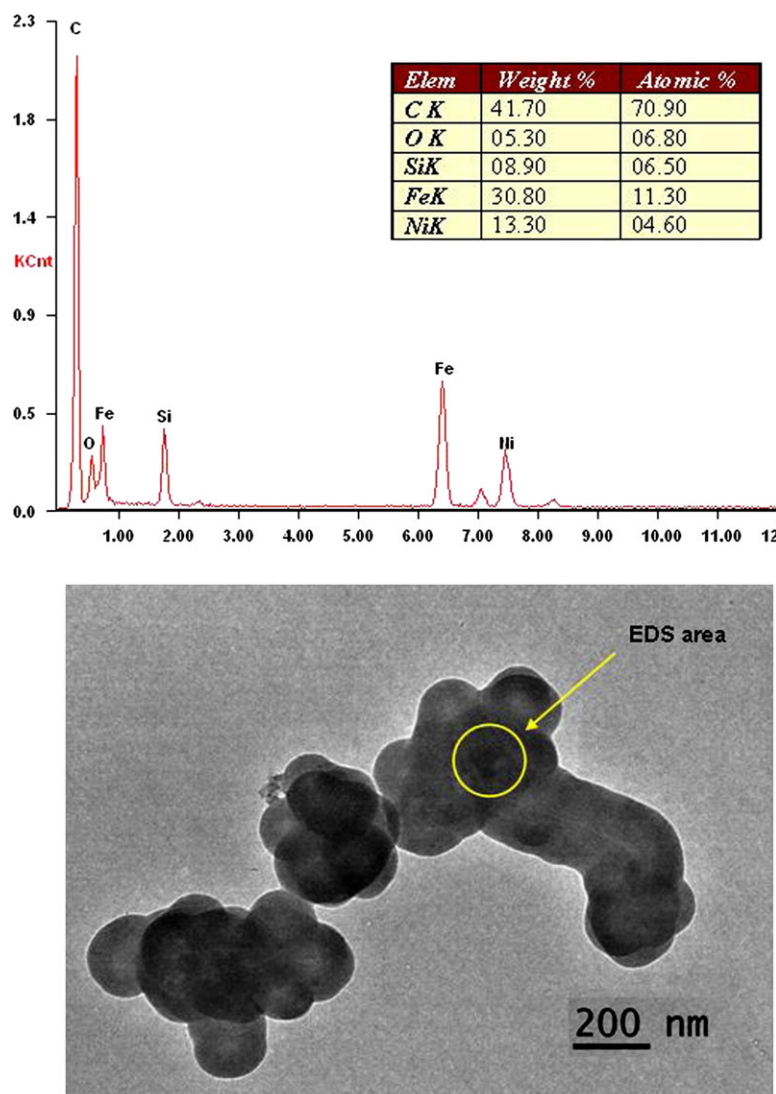 2.3
C
Elem Weight % Atomic %
C K 41.70 70.90
O K 05.30 06.80
SiK 08.90 06.50
FeK 30.80 11.30
NiK 13.30 04.60
1.8
1.4
KCnt
0.9
Fe
0.5
Fe
Si
O
Ni
0.0
1.00 2.00 3.00 4.00 5.00 6.00 7.00 8.00 9.00 10.00 11.00 12
EDS area
200 nm